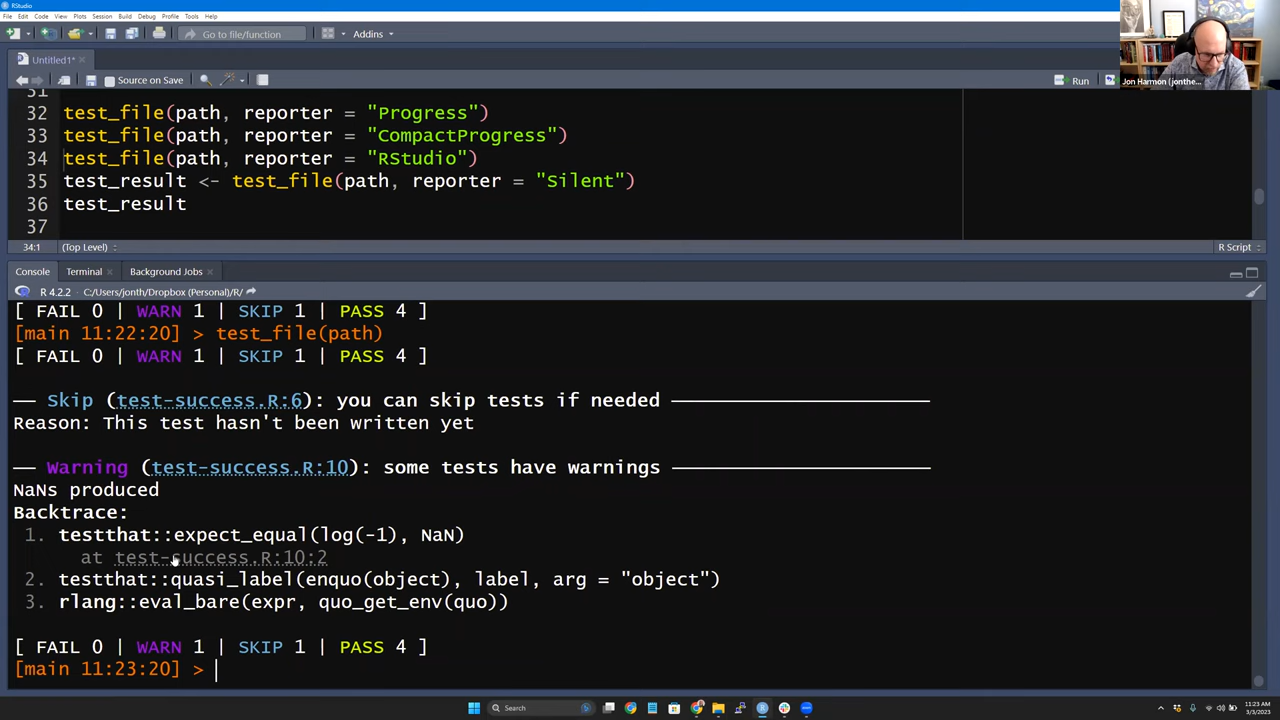 RStudio
File Edit Code View Plots Session Build Debug Profile Tools Help
Go to file/function
Addins
Untitled1*
Source on Save
Run
Jon Harmon (jonthe...
31
32 test_file(path, reporter = "Progress")
33 test_file(path, reporter = "CompactProgress")
34 test_file(path, reporter = "RStudio")
35 test_result <- test_file(path, reporter = "Silent")
36 test_result
37
34:1 (Top Level) R Script
Console Terminal Background Jobs
R 4.2.2 · C:/Users/jonth/Dropbox (Personal)/R/
[ FAIL 0 | WARN 1 | SKIP 1 | PASS 4 ]
[main 11:22:20] > test_file(path)
[ FAIL 0 | WARN 1 | SKIP 1 | PASS 4 ]
── Skip (test-success.R:6): you can skip tests if needed ──
Reason: This test hasn't been written yet
── Warning (test-success.R:10): some tests have warnings ──
NaNs produced
Backtrace:
1. testthat::expect_equal(log(-1), NaN)
at test-success.R:10:2
2. testthat::quasi_label(enquo(object), label, arg = "object")
3. rlang::eval_bare(expr, quo_get_env(quo))
[ FAIL 0 | WARN 1 | SKIP 1 | PASS 4 ]
[main 11:23:20] >
Search
11:23 AM
3/3/2023